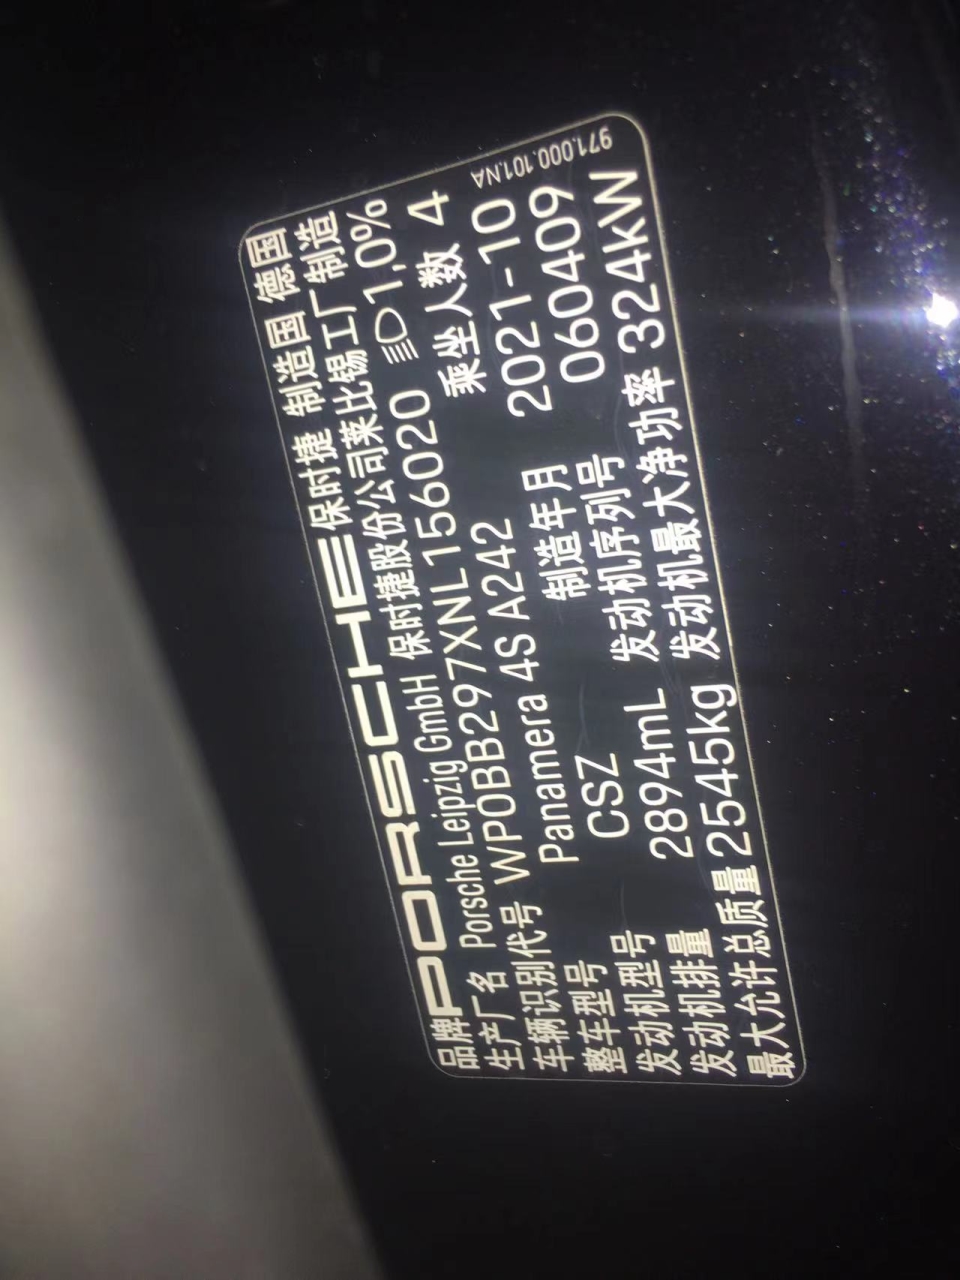 品牌 PORSCHE 保时捷 制造国 德国
生产厂名 Porsche Leipzig GmbH 保时捷股份公司莱比锡工厂制造
车辆识别代号 WP0BB297XNL156020 1,0%
整车型号 Panamera 4S A242 乘坐人数 4
发动机型号 CSZ 制造年月 2021-10
发动机排量 2894mL 发动机序列号 060409
最大允许总质量 2545kg 发动机最大净功率 324kW
971.000.101.NA